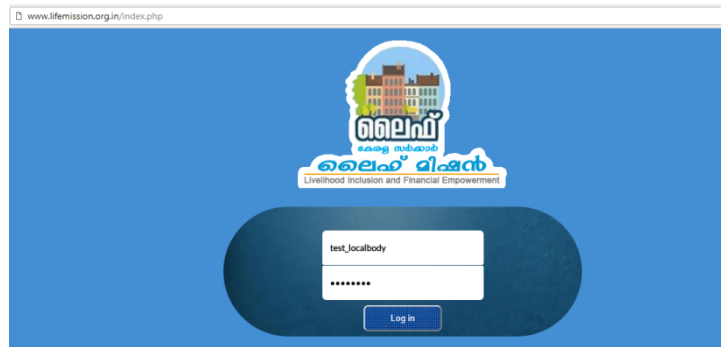 www.lifemission.org.in/index.php
ലൈഫ്
കേരള സർക്കാർ
ലൈഫ് മിഷൻ
Livelihood Inclusion and Financial Empowerment
test_localbody
••••••••
Log in